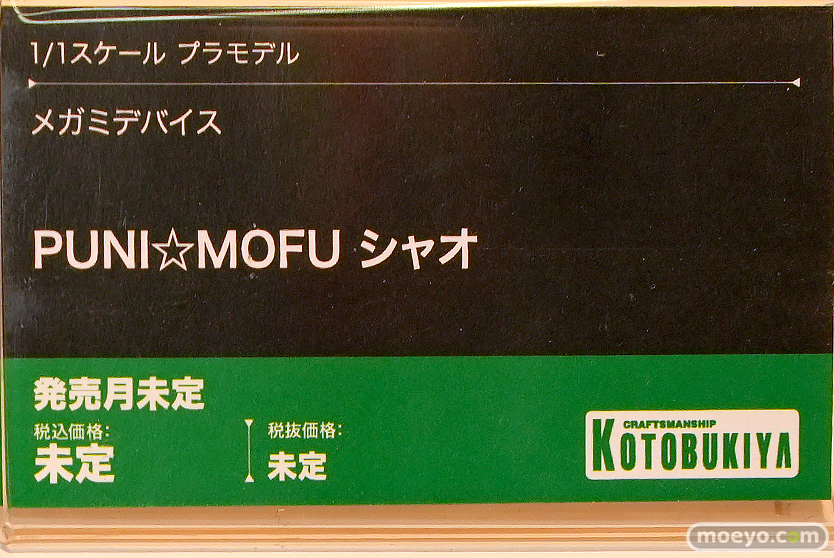 1/1スケール プラモデル
メガミデバイス
PUNI☆MOFU シャオ
発売月未定
税込価格:
未定
税抜価格:
未定
CRAFTSMANSHIP
KOTOBUKIYA
moeyo.com